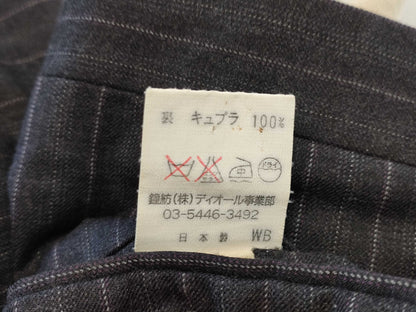 裏 キュプラ 100%
中 ドライ
鐘紡(株)ディオール事業部
03-5446-3492
日本製 WB